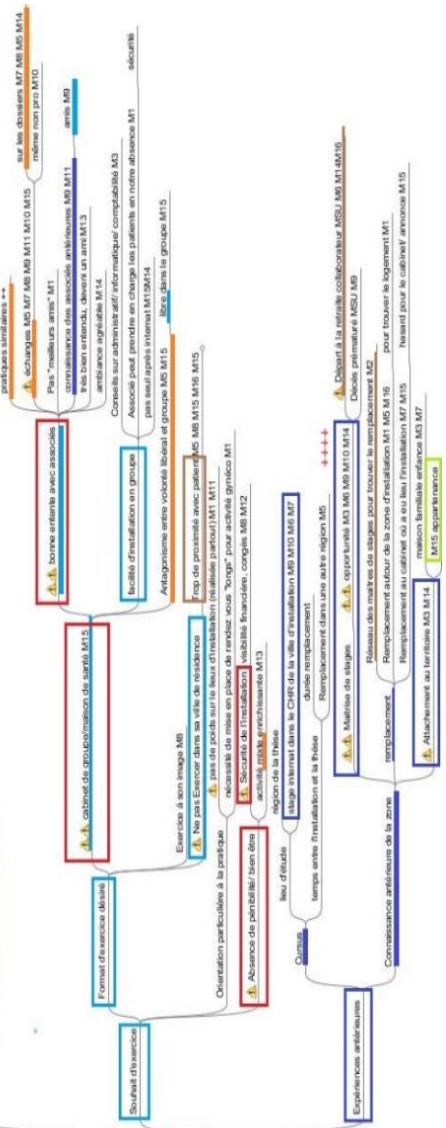 Souhait d'exercice
Format d'exercice désiré
cabinet de groupe/maison de santé M15
bonne entente avec associés
pratiques similaires ++
échanges M5 M7 M8 M9 M11 M10 M15
sur les dossiers M7 M8 M5 M14
même non pro M10
Pas "meilleurs amis" M1
connaissance des associés antérieures M9 M11
amis M9
très bien entendu, devenu un ami M13
ambiance agréable M14
facilité d'installation en groupe
Conseils sur administratif/ informatique/ comptabilité M3
Associé peut prendre en charge les patients en notre absence M1
sécurité
pas seul après internat M15M14
Antagonisme entre volonté libéral et groupe M5 M15
libre dans le groupe M15
Exercice à son image M8
Ne pas Exercer dans sa ville de résidence
Trop de proximité avec patient M5 M8 M15 M16 M15
Orientation particulière à la pratique
pas de poids sur le lieux d'installation (réalisée partout) M1 M11
nécessité de mise en place de rendez vous "longs" pour activité gynéco M1
Absence de pénibilité/ bien être
Sécurité de l'installation
visibilité financière, congés M8 M12
activité mixte enrichissante M13
Expériences antérieures
Cursus
lieu d'étude
région de la thèse
stage internat dans le CHR de la ville d'installation M9 M10 M6 M7
temps entre l'installation et la thèse
durée remplacement
Remplacement dans une autre région M5
++++
Connaissance antérieure de la zone
Maitrise de stages
opportunité M3 M6 M9 M10 M14
Départ à la retraite collaborateur MSU M6 M14M16
Décès prématuré MSU M9
remplacement
Réseau des maîtres de stages pour trouver le remplacement M2
Remplacement autour de la zone d'installation M1 M5 M16
pour trouver le logement M1
Remplacement au cabinet où a eu lieu l'installation M7 M15
hasard pour le cabinet/ annonce M15
Attachement au territoire M3 M14
maison familiale enfance M3 M7
M15 appartenance